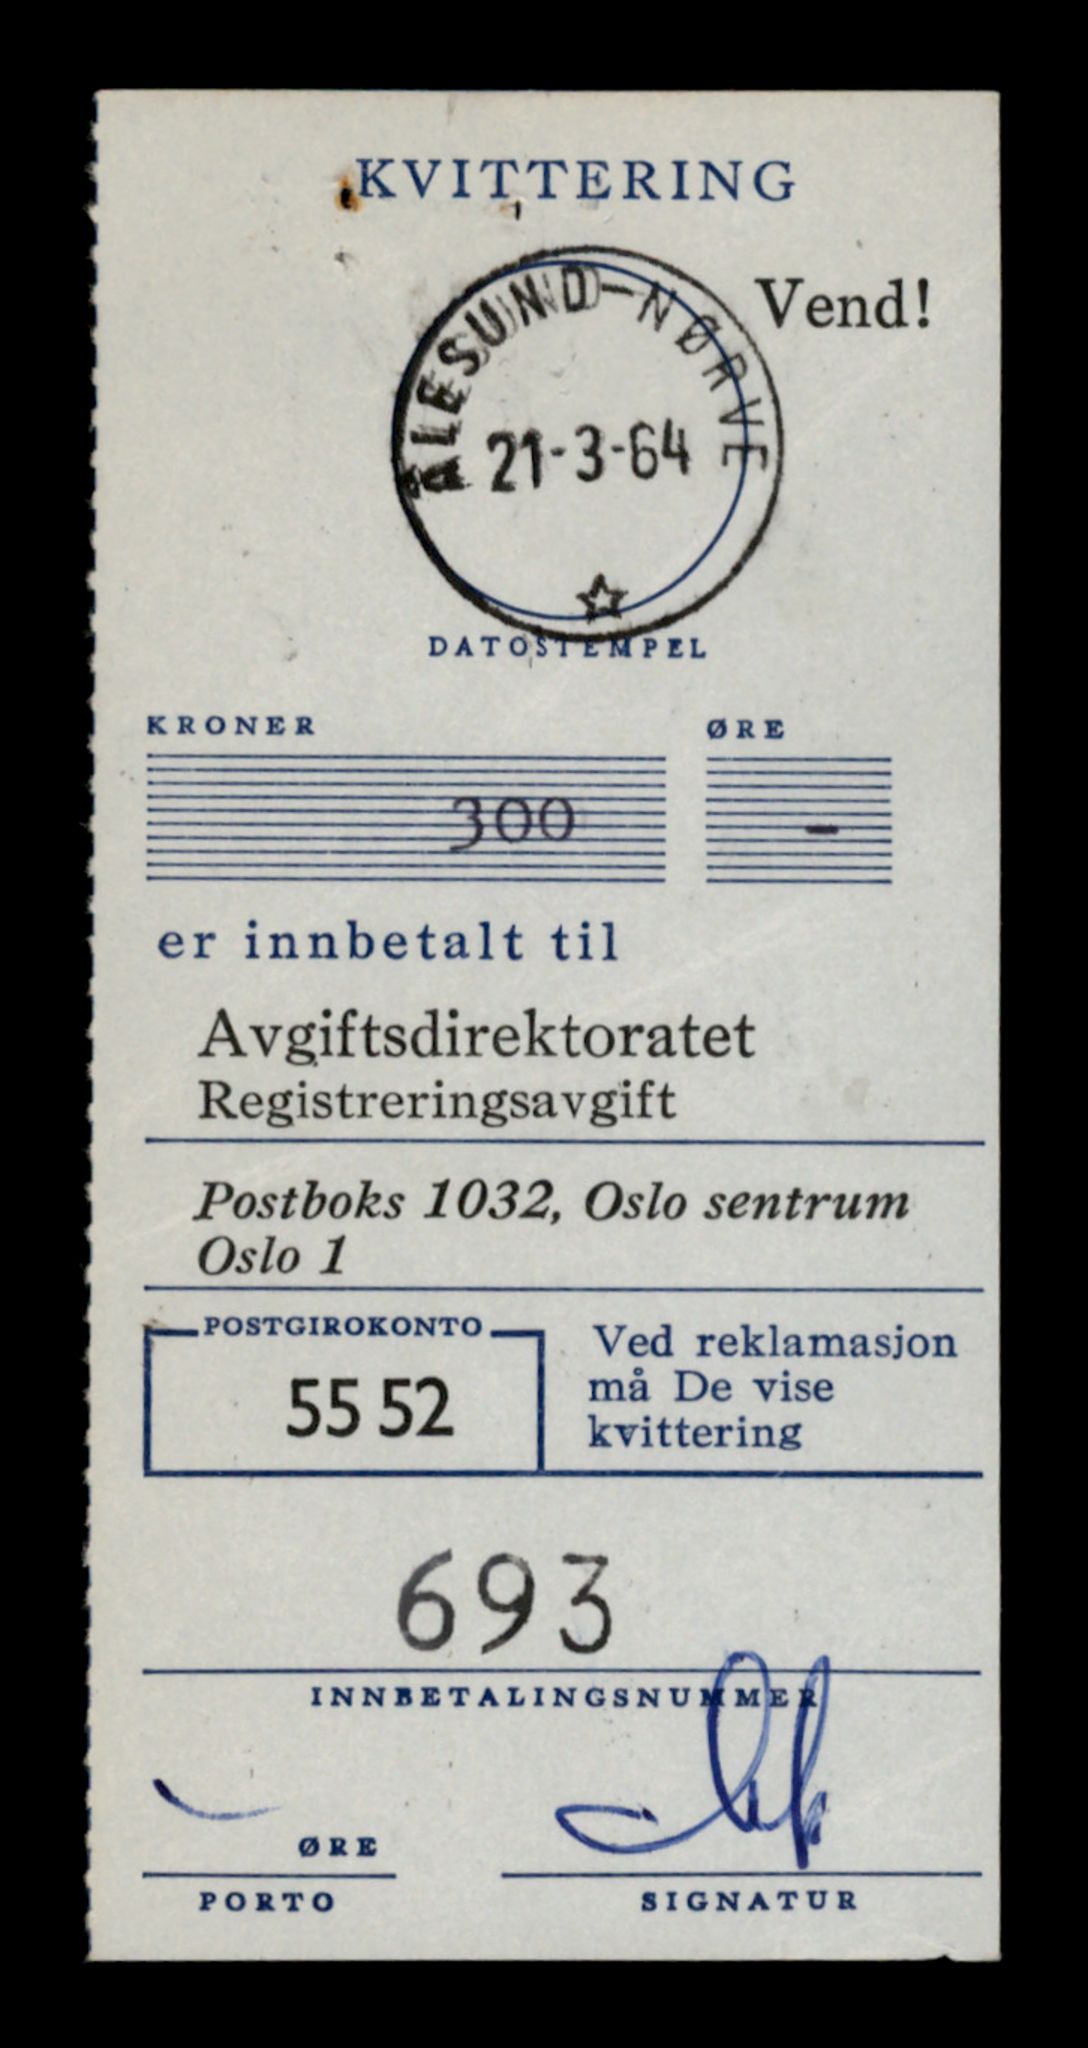 KVITTERING
Vend!
ÅLESUND-NØRVE
21-3-64
DATOSTEMPEL
KRONER ØRE
300 -
er innbetalt til
Avgiftsdirektoratet
Registreringsavgift
Postboks 1032, Oslo sentrum
Oslo 1
POSTGIROKONTO
55 52
Ved reklamasjon
må De vise
kvittering
693
INNBETALINGSNUMMER
ØRE
PORTO SIGNATUR